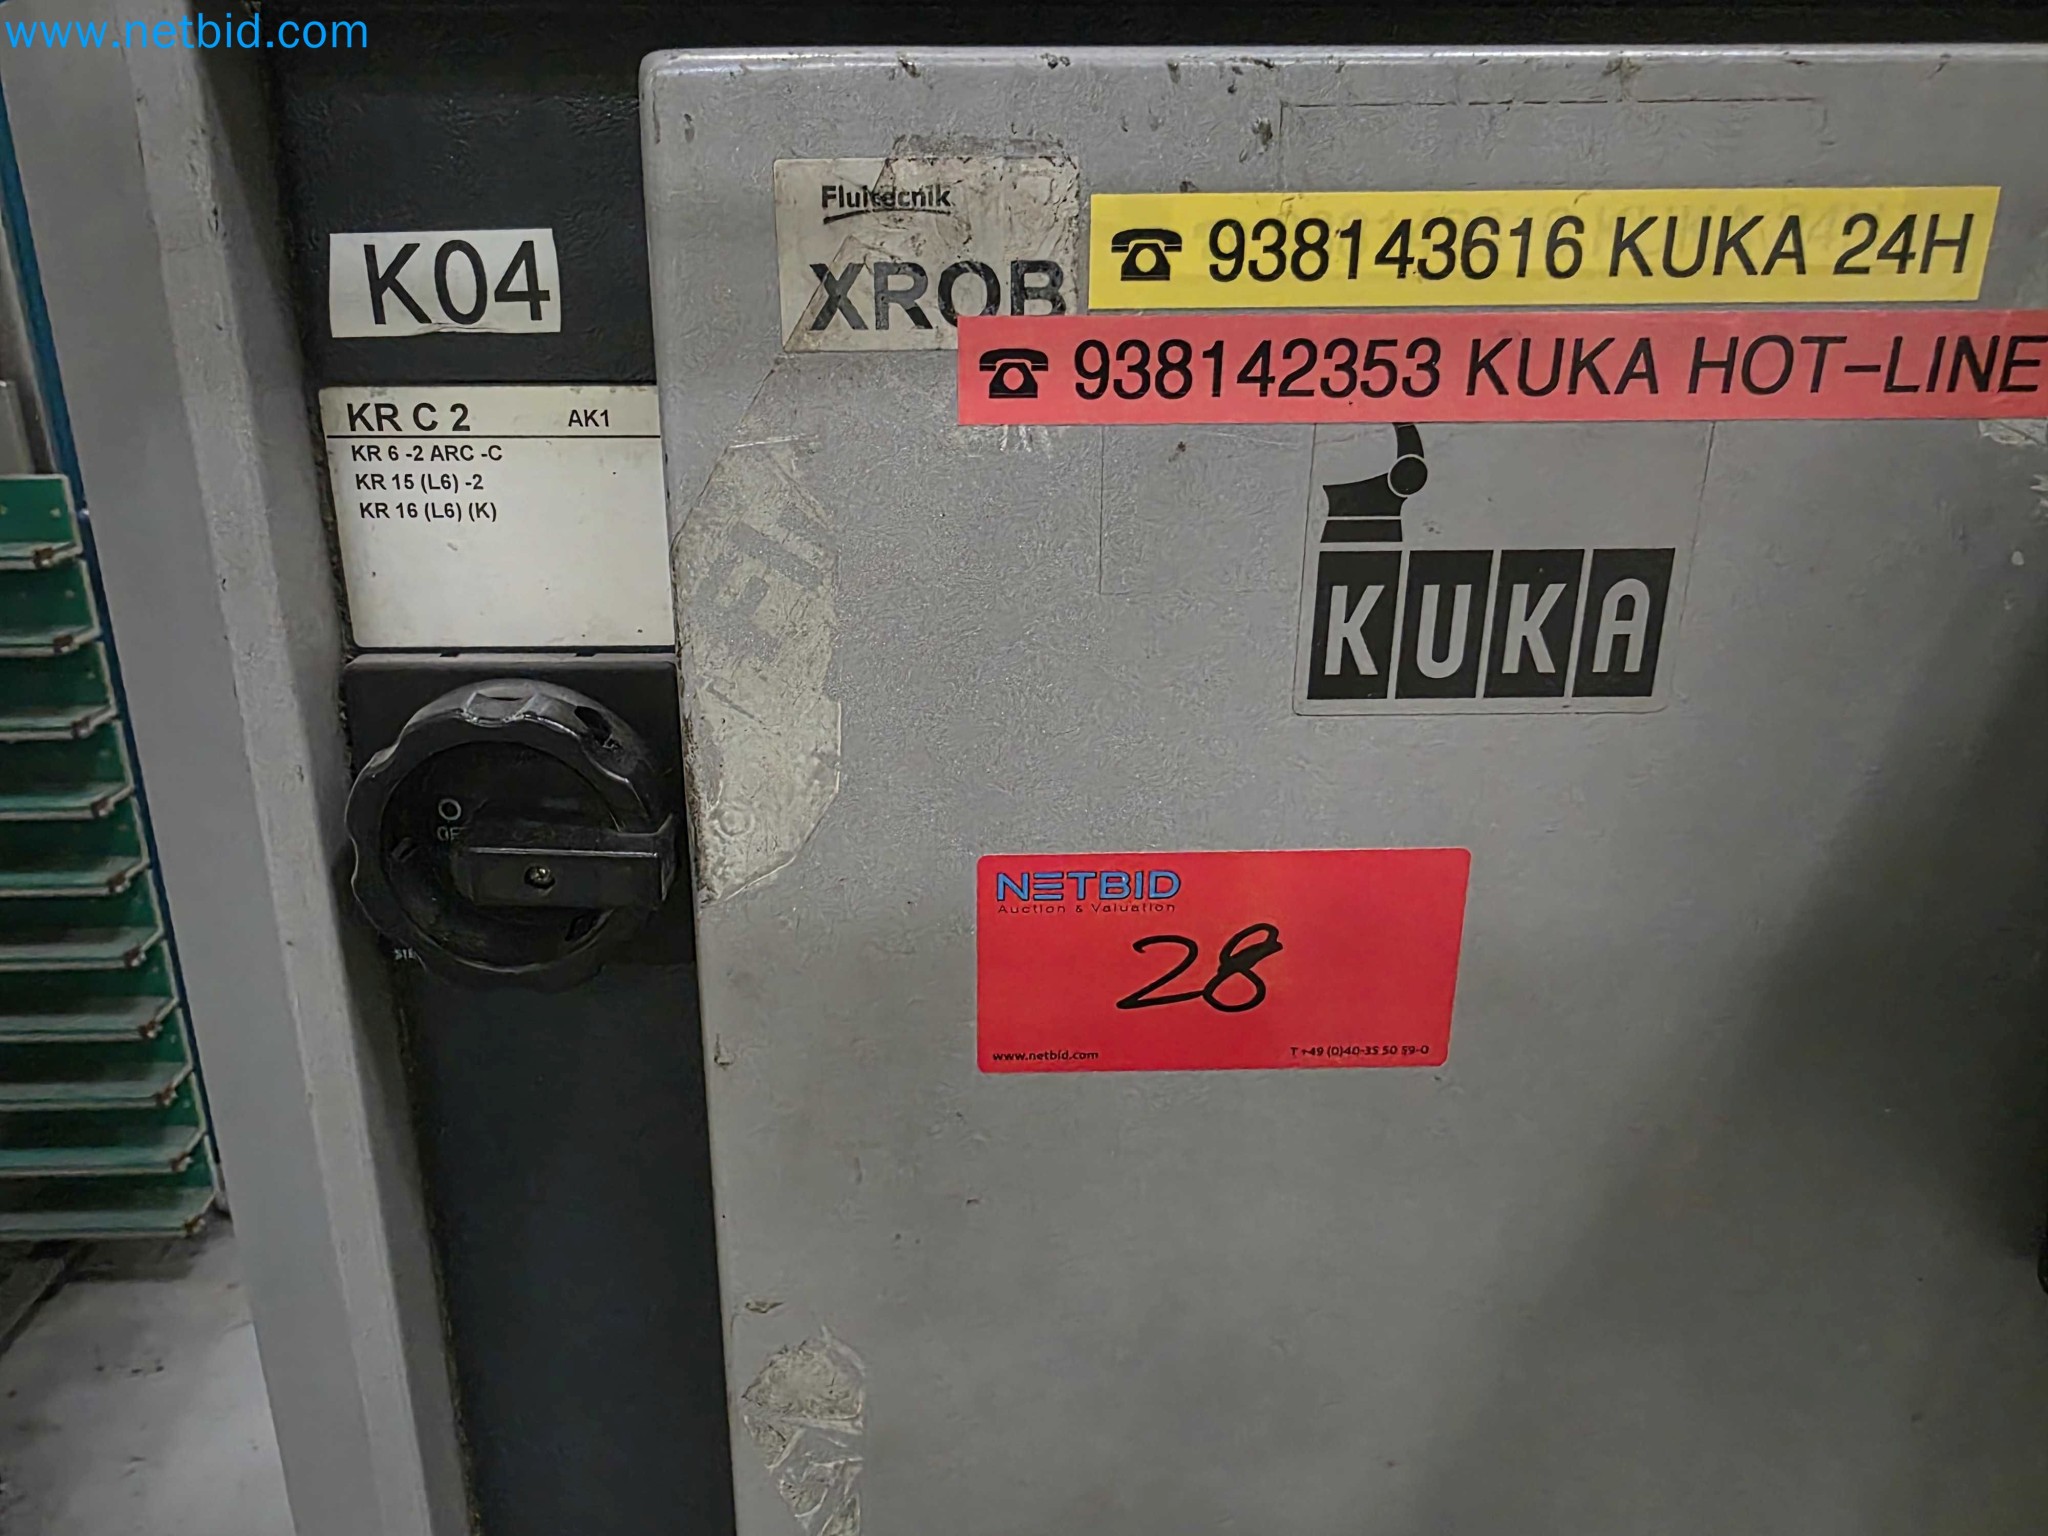 www.netbid.com
Fluitecnik
XROB
938143616 KUKA 24H
938142353 KUKA HOT-LINE
K04
KR C 2 AK1
KR 6 -2 ARC -C
KR 15 (L6) -2
KR 16 (L6) (K)
KUKA
NETBID
Auction & Valuation
28
www.netbid.com T +49 (0)40-35 50 59-0